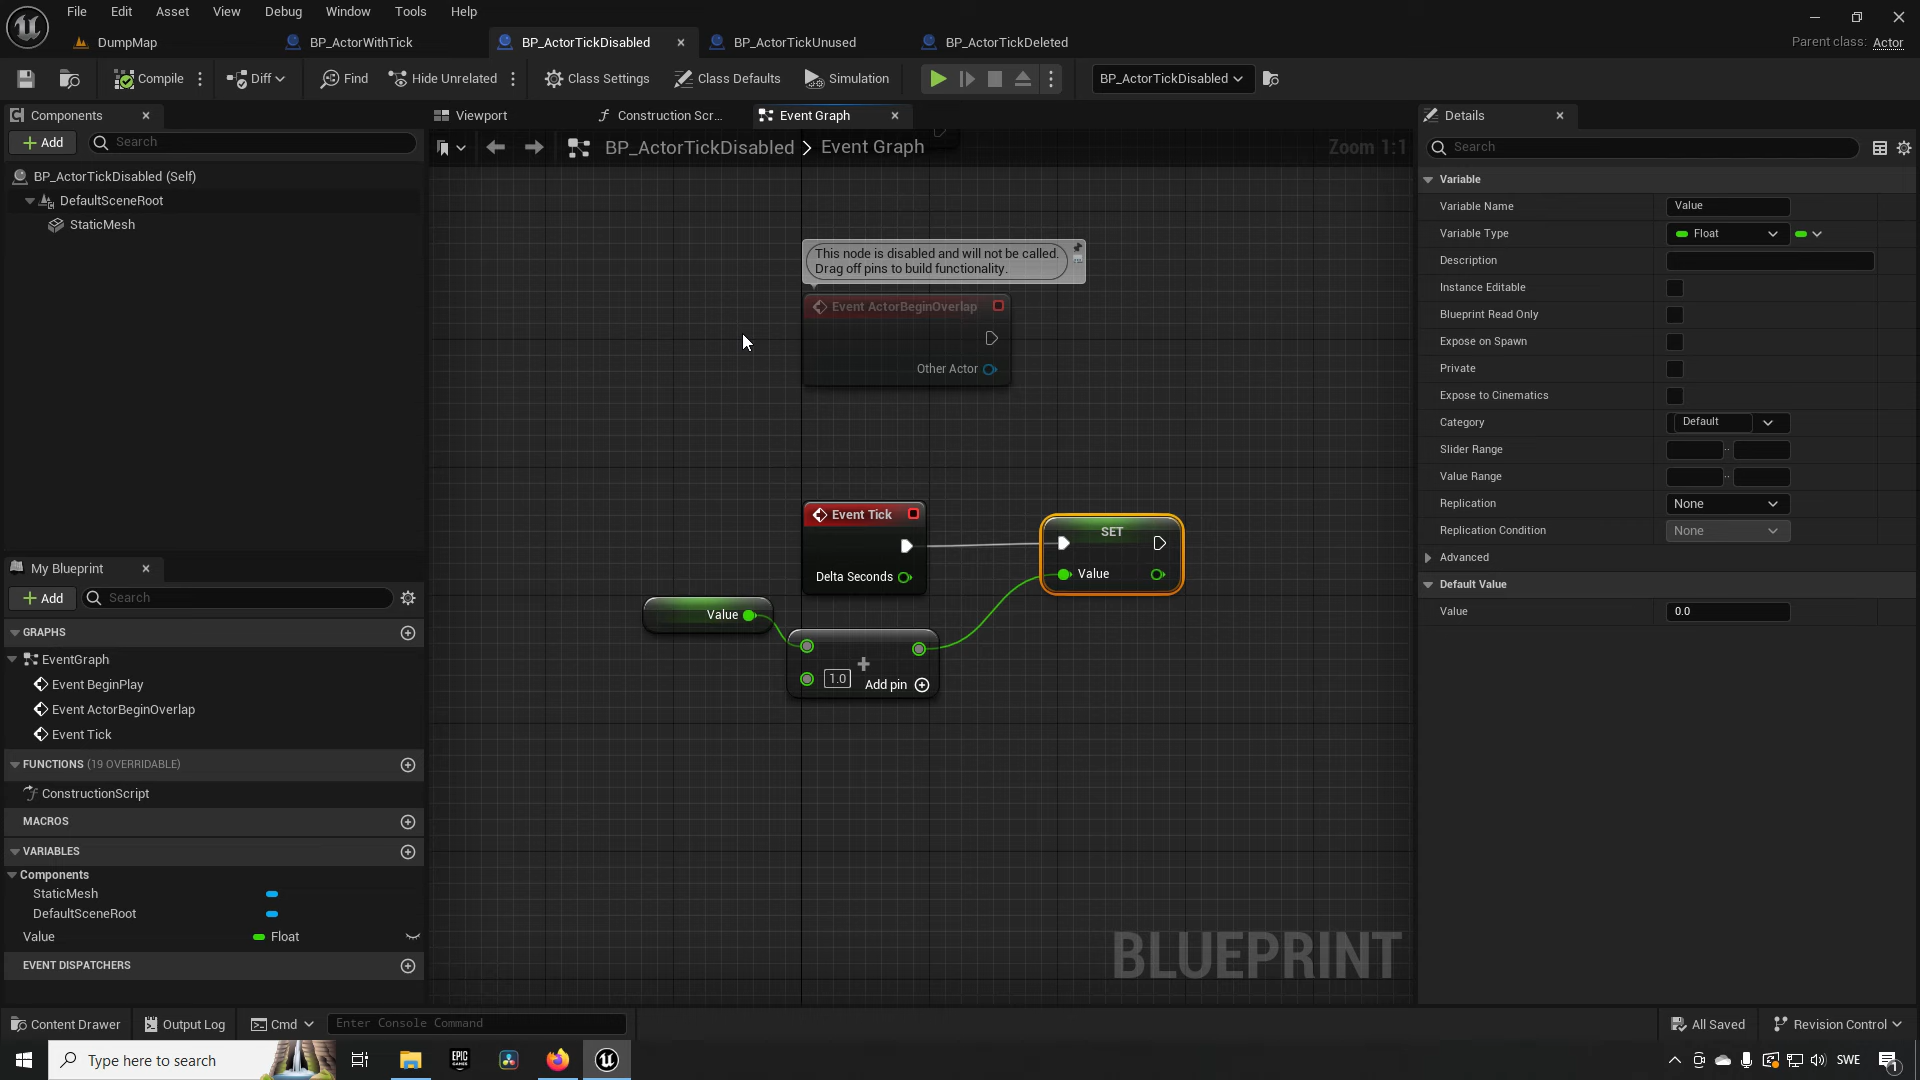 File Edit Asset View Debug Window Tools Help
DumpMap BP_ActorWithTick BP_ActorTickDisabled BP_ActorTickUnused BP_ActorTickDeleted Parent class: Actor
Compile Diff Find Hide Unrelated Class Settings Class Defaults Simulation BP_ActorTickDisabled
Components
Add Search
BP_ActorTickDisabled (Self)
DefaultSceneRoot
StaticMesh
My Blueprint
Add Search
GRAPHS
EventGraph
Event BeginPlay
Event ActorBeginOverlap
Event Tick
FUNCTIONS (19 OVERRIDABLE)
ConstructionScript
MACROS
VARIABLES
Components
StaticMesh
DefaultSceneRoot
Value Float
EVENT DISPATCHERS
Viewport Construction Scr... Event Graph
BP_ActorTickDisabled > Event Graph Zoom 1:1
This node is disabled and will not be called.
Drag off pins to build functionality.
Event ActorBeginOverlap
Other Actor
Event Tick
Delta Seconds
SET
Value
Value
1.0 Add pin
BLUEPRINT
Details
Search
Variable
Variable Name Value
Variable Type Float
Description
Instance Editable
Blueprint Read Only
Expose on Spawn
Private
Expose to Cinematics
Category Default
Slider Range
Value Range
Replication None
Replication Condition None
Advanced
Default Value
Value 0.0
Content Drawer Output Log Cmd Enter Console Command All Saved Revision Control
Type here to search EPIC GAMES SWE 1